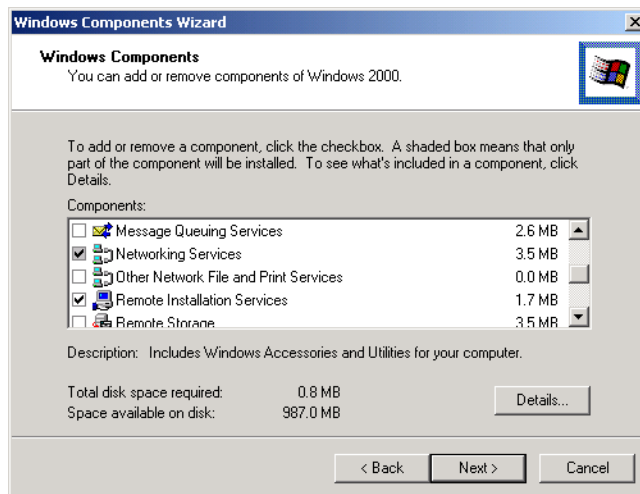 Windows Components Wizard
Windows Components
You can add or remove components of Windows 2000.
To add or remove a component, click the checkbox. A shaded box means that only
part of the component will be installed. To see what's included in a component, click
Details.
Components:
Message Queuing Services 2.6 MB
Networking Services 3.5 MB
Other Network File and Print Services 0.0 MB
Remote Installation Services 1.7 MB
Remote Storage 3.5 MB
Description: Includes Windows Accessories and Utilities for your computer.
Total disk space required: 0.8 MB
Space available on disk: 987.0 MB
Details...
< Back Next > Cancel